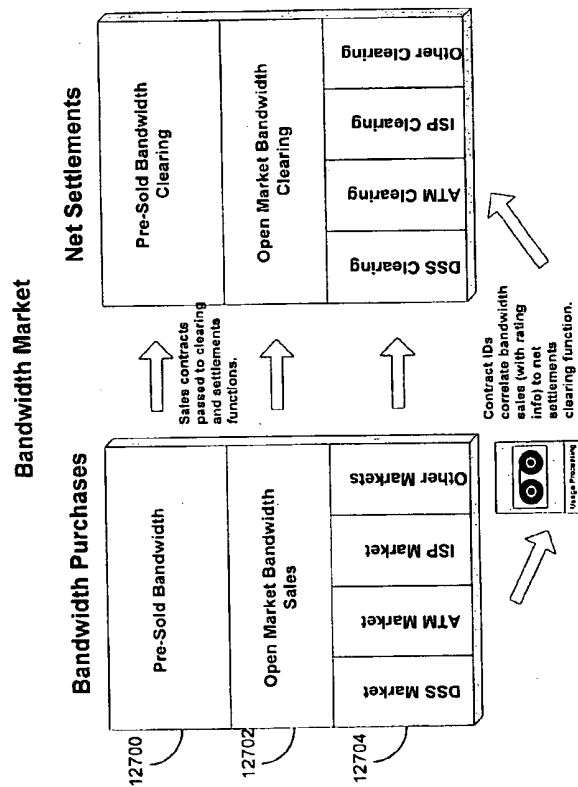 Bandwidth Market
Bandwidth Purchases
Net Settlements
12700
Pre-Sold Bandwidth
12702
Open Market Bandwidth
Sales
12704
DSS Market
ATM Market
ISP Market
Other Markets
Sales contracts
passed to clearing
and settlements
functions.
Pre-Sold Bandwidth
Clearing
Open Market Bandwidth
Clearing
DSS Clearing
ATM Clearing
ISP Clearing
Other Clearing
Usage Processing
Contract IDs
correlate bandwidth
sales (with rating
info) to net
settlements
clearing function.